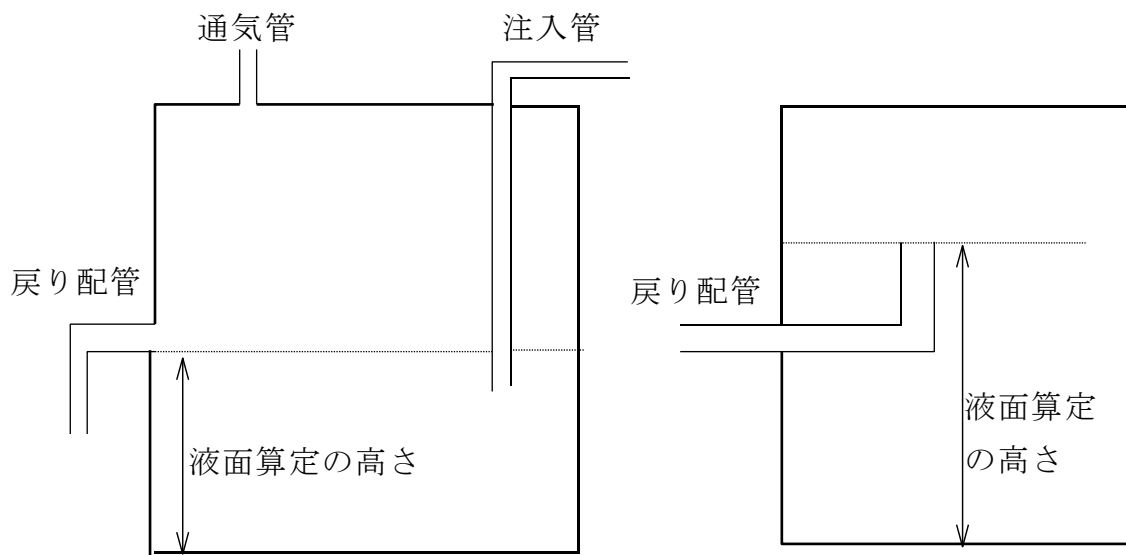 通気管
注入管
戻り配管
液面算定の高さ
戻り配管
液面算定
の高さ